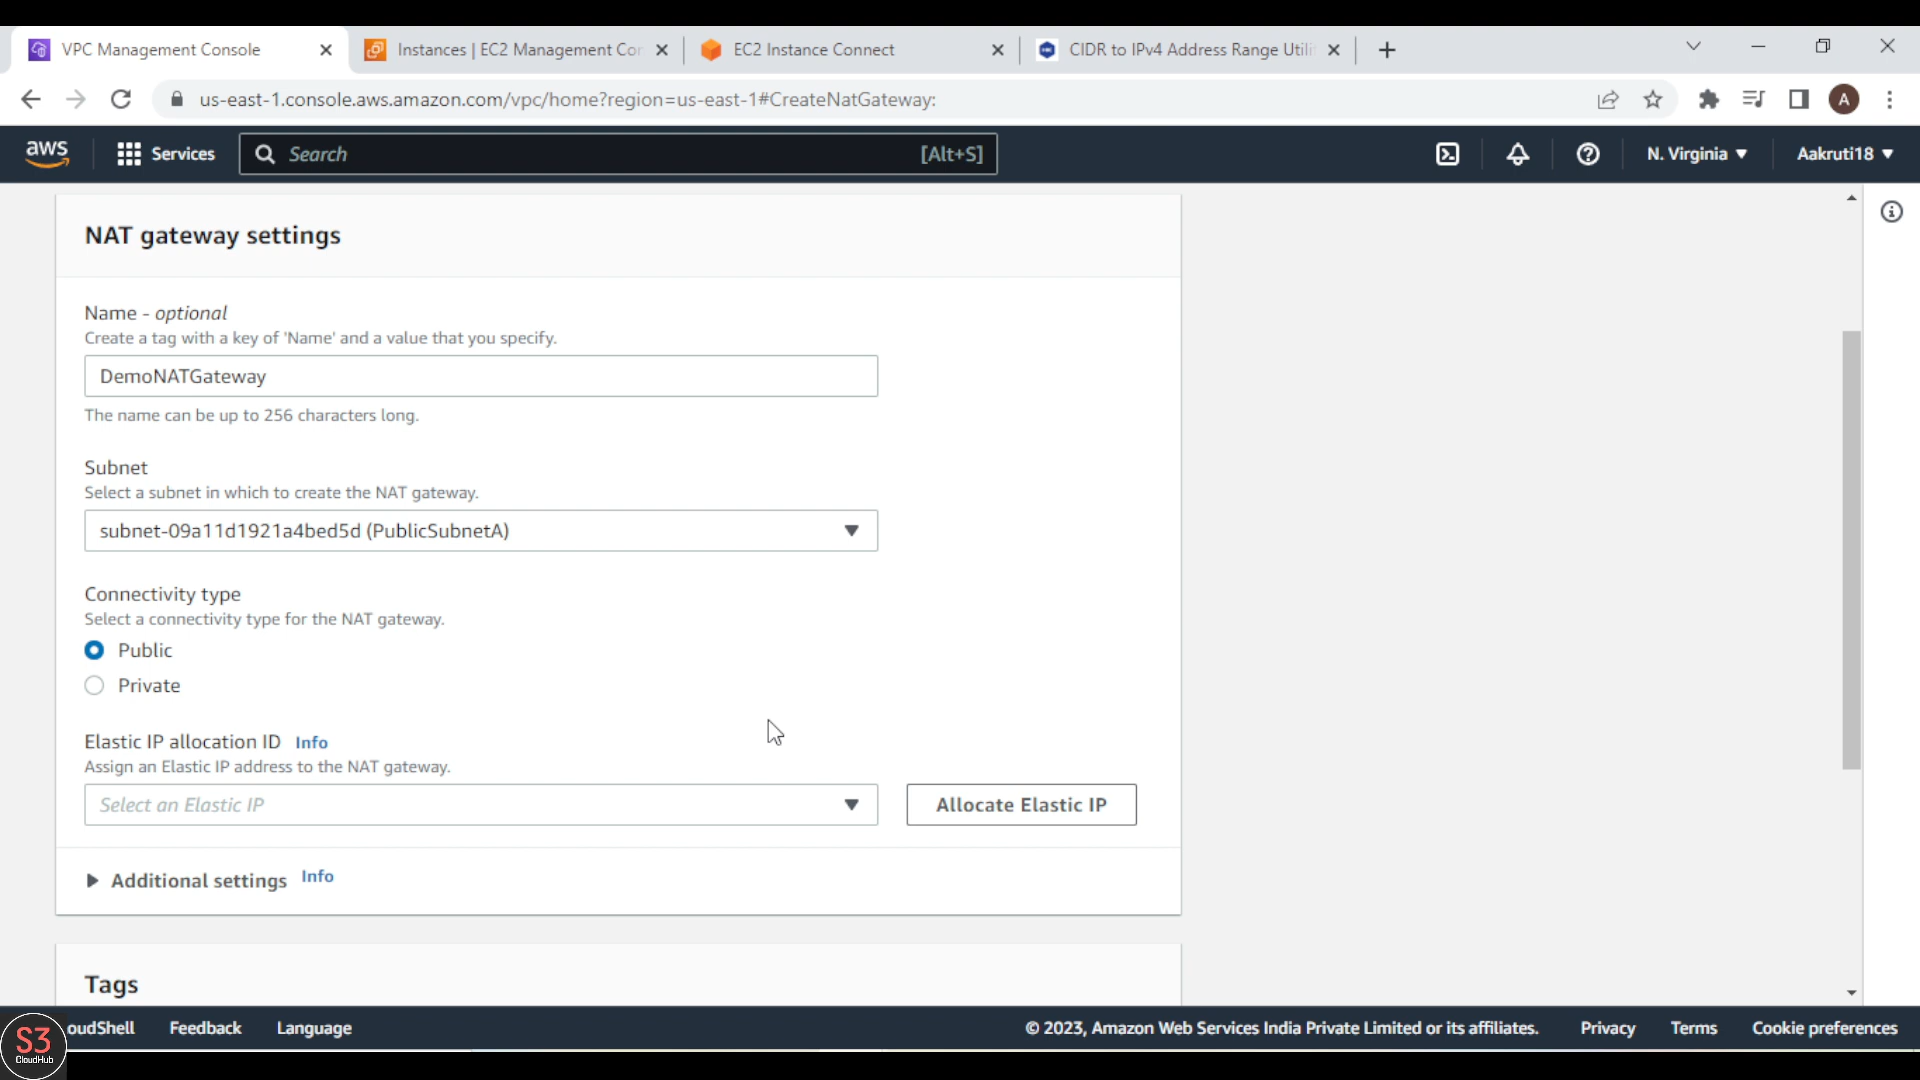 VPC Management Console
Instances | EC2 Management Con
EC2 Instance Connect
CIDR to IPv4 Address Range Utili
us-east-1.console.aws.amazon.com/vpc/home?region=us-east-1#CreateNatGateway:
A
aws
Services
Search
[Alt+S]
N. Virginia
Aakruti18
NAT gateway settings
Name - optional
Create a tag with a key of 'Name' and a value that you specify.
DemoNATGateway
The name can be up to 256 characters long.
Subnet
Select a subnet in which to create the NAT gateway.
subnet-09a11d1921a4bed5d (PublicSubnetA)
Connectivity type
Select a connectivity type for the NAT gateway.
Public
Private
Elastic IP allocation ID Info
Assign an Elastic IP address to the NAT gateway.
Select an Elastic IP
Allocate Elastic IP
Additional settings Info
Tags
oudShell
Feedback
Language
© 2023, Amazon Web Services India Private Limited or its affiliates.
Privacy
Terms
Cookie preferences
S3
CloudHub